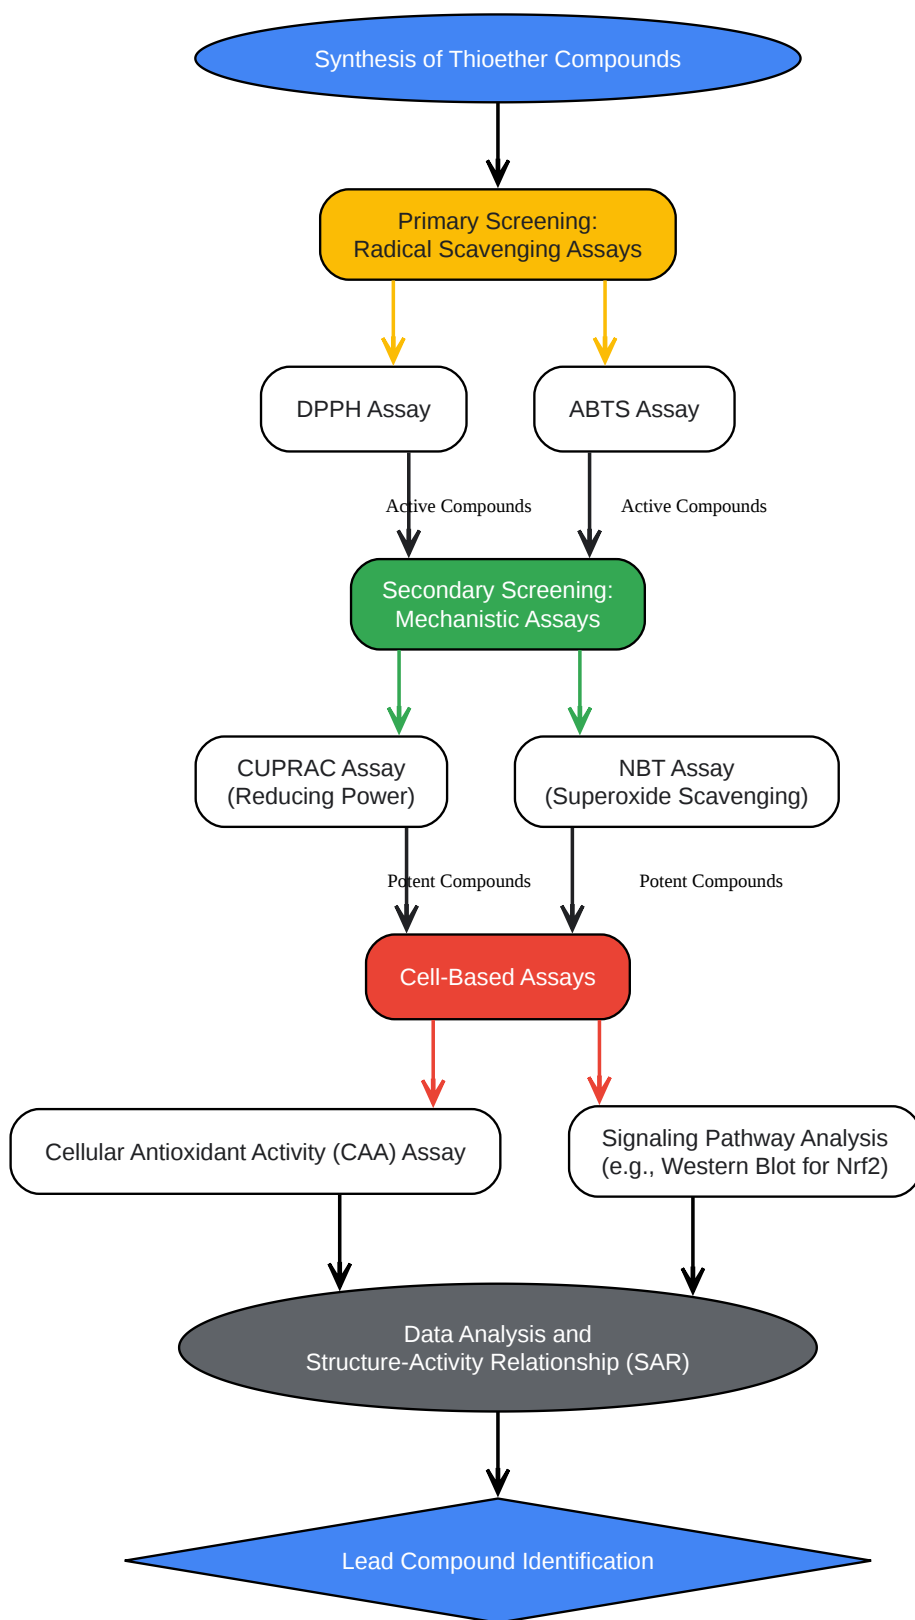 Synthesis of Thioether Compounds
Primary Screening:
Radical Scavenging Assays
DPPH Assay
ABTS Assay
Active Compounds
Active Compounds
Secondary Screening:
Mechanistic Assays
CUPRAC Assay
(Reducing Power)
NBT Assay
(Superoxide Scavenging)
Potent Compounds
Potent Compounds
Cell-Based Assays
Cellular Antioxidant Activity (CAA) Assay
Signaling Pathway Analysis
(e.g., Western Blot for Nrf2)
Data Analysis and
Structure-Activity Relationship (SAR)
Lead Compound Identification